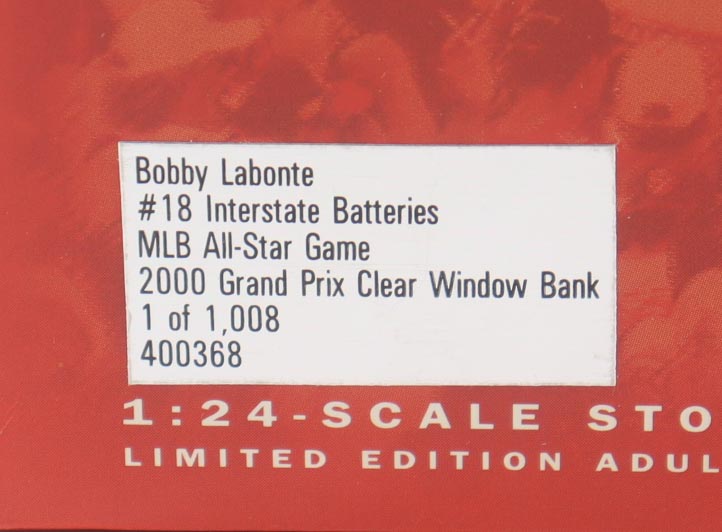 Bobby Labonte
#18 Interstate Batteries
MLB All-Star Game
2000 Grand Prix Clear Window Bank
1 of 1,008
400368
1:24-SCALE STO
LIMITED EDITION ADUL